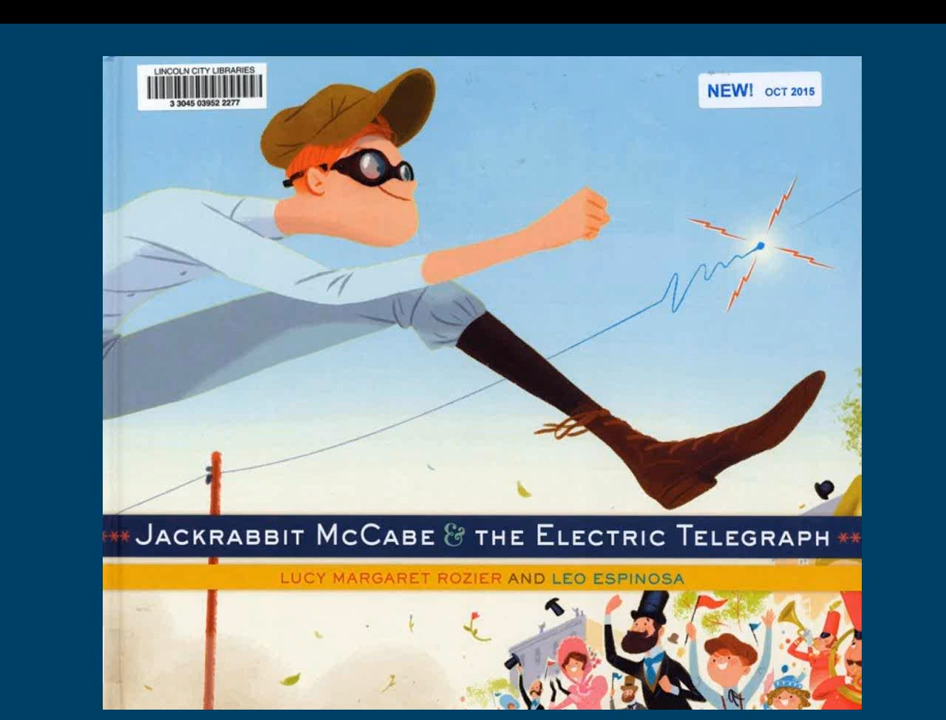 LINCOLN CITY LIBRARIES
3 3045 03952 2277
NEW! OCT 2015
*** JACKRABBIT MCCABE & THE ELECTRIC TELEGRAPH **
LUCY MARGARET ROZIER AND LEO ESPINOSA